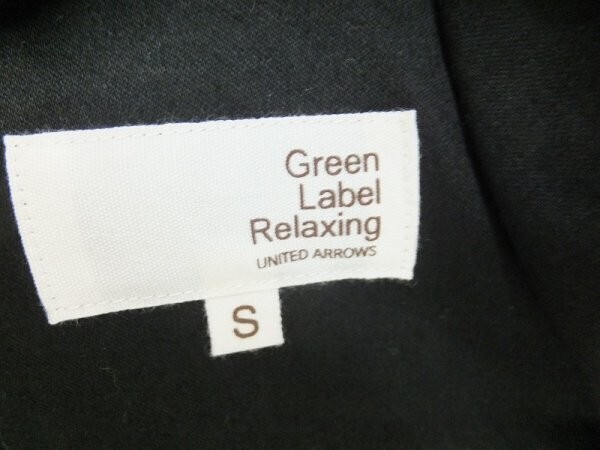 Green
Label
Relaxing
UNITED ARROWS
S